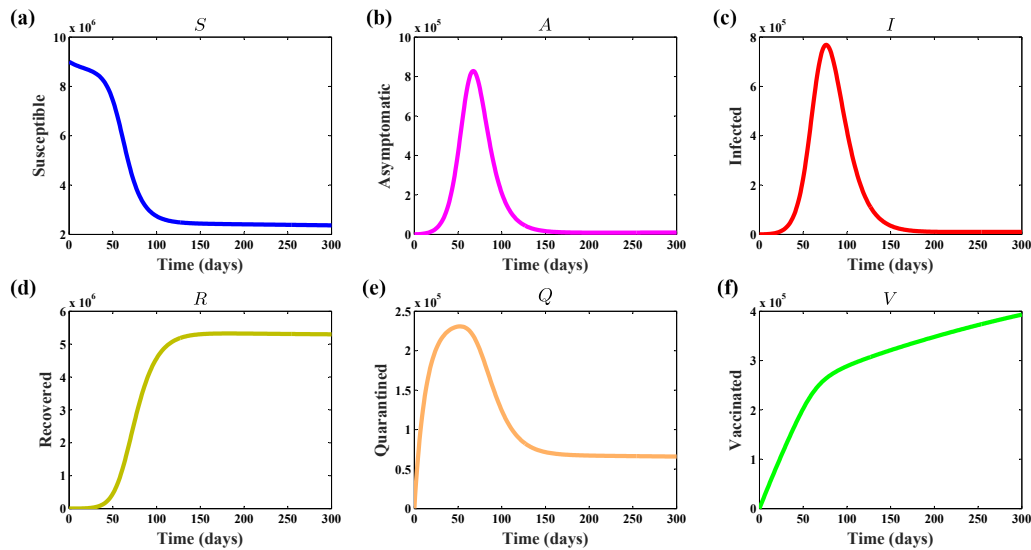 (a)
S
x 10^6
10
8
6
4
2
Susceptible
0 50 100 150 200 250 300
Time (days)
(b)
A
x 10^5
10
8
6
4
2
0
Asymptomatic
0 50 100 150 200 250 300
Time (days)
(c)
I
x 10^5
8
6
4
2
0
Infected
0 50 100 150 200 250 300
Time (days)
(d)
R
x 10^6
6
5
4
3
2
1
0
Recovered
0 50 100 150 200 250 300
Time (days)
(e)
Q
x 10^5
2.5
2
1.5
1
0.5
0
Quarantined
0 50 100 150 200 250 300
Time (days)
(f)
V
x 10^5
4
3
2
1
0
Vaccinated
0 50 100 150 200 250 300
Time (days)